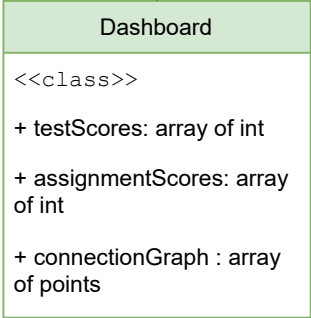 Dashboard
<<class>>
+ testScores: array of int
+ assignmentScores: array
of int
+ connectionGraph : array
of points